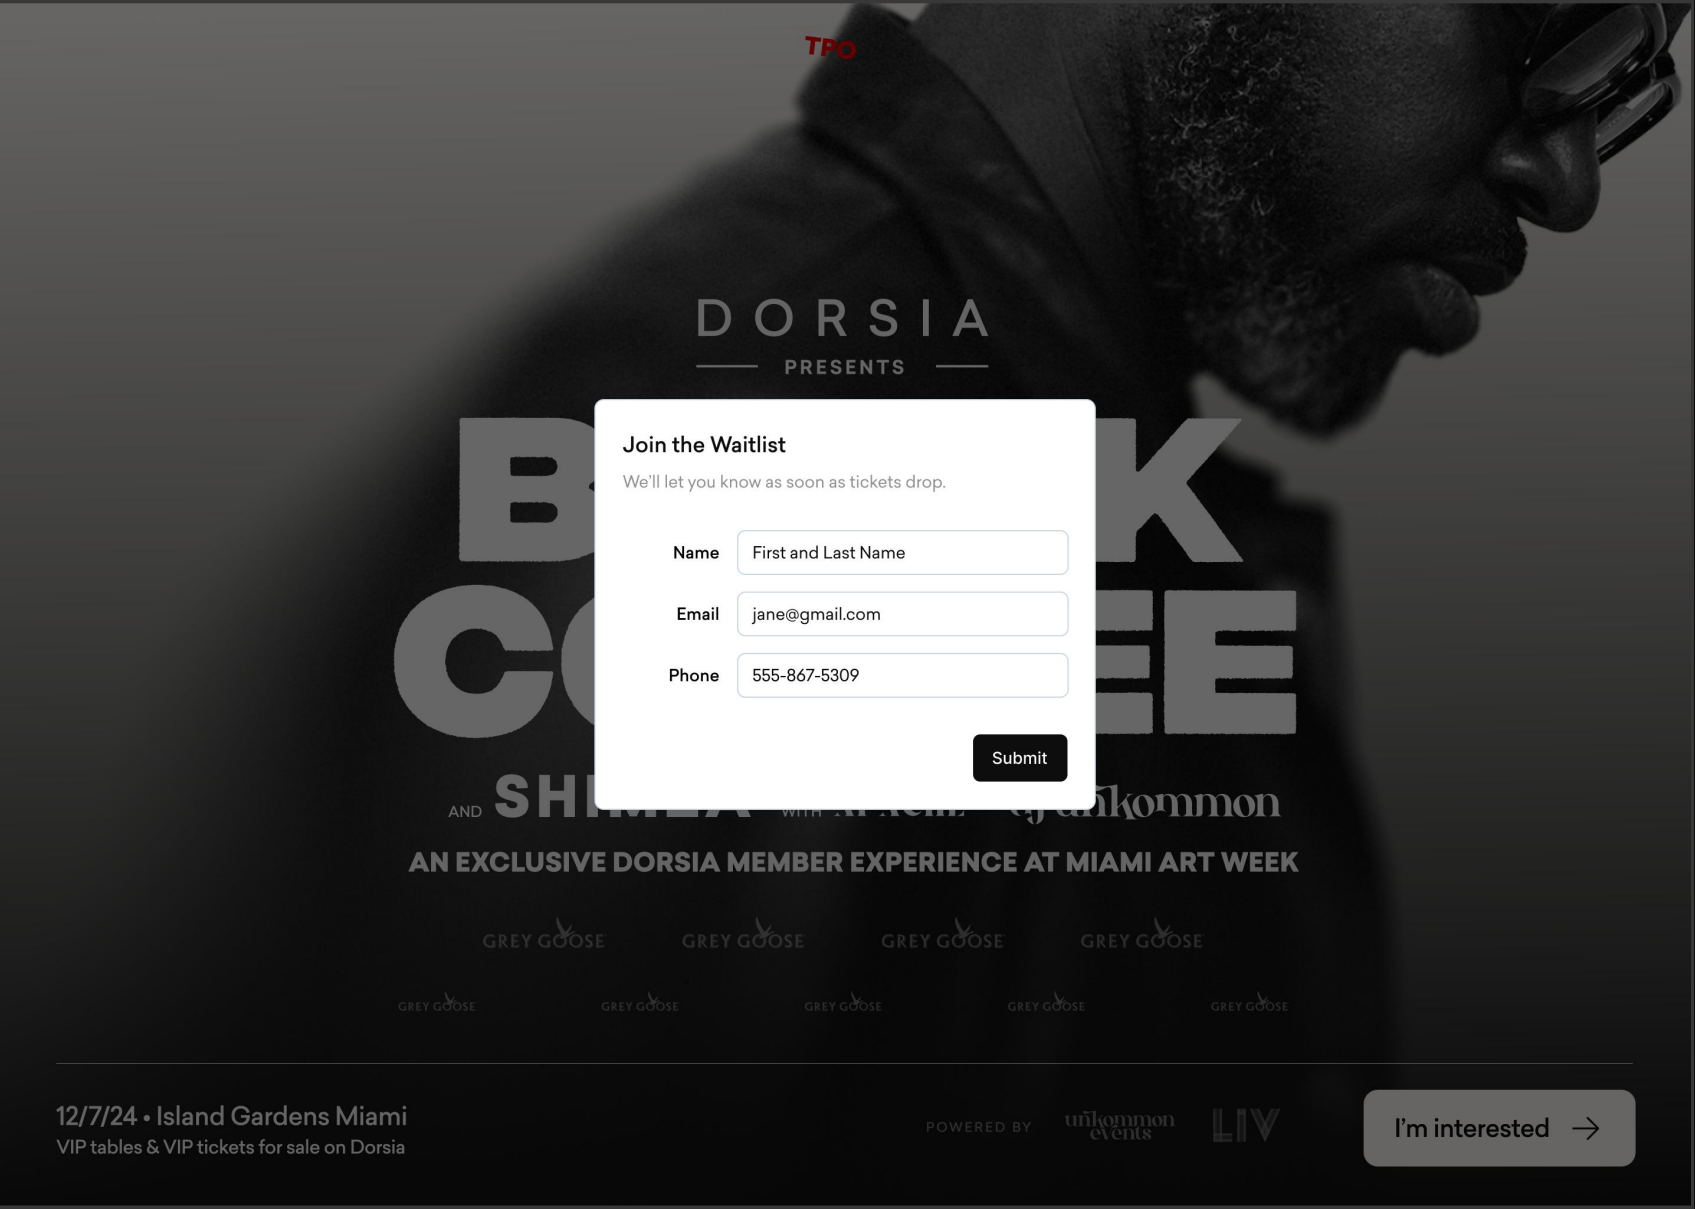 TPO
DORSIA
PRESENTS
Join the Waitlist
We'll let you know as soon as tickets drop.
Name First and Last Name
Email jane@gmail.com
Phone 555-867-5309
Submit
AND WITH unkommon
AN EXCLUSIVE DORSIA MEMBER EXPERIENCE AT MIAMI ART WEEK
GREY GOOSE GREY GOOSE GREY GOOSE GREY GOOSE
GREY GOOSE GREY GOOSE GREY GOOSE GREY GOOSE GREY GOOSE
12/7/24 • Island Gardens Miami
VIP tables & VIP tickets for sale on Dorsia
POWERED BY unkommon events LIV
I'm interested →